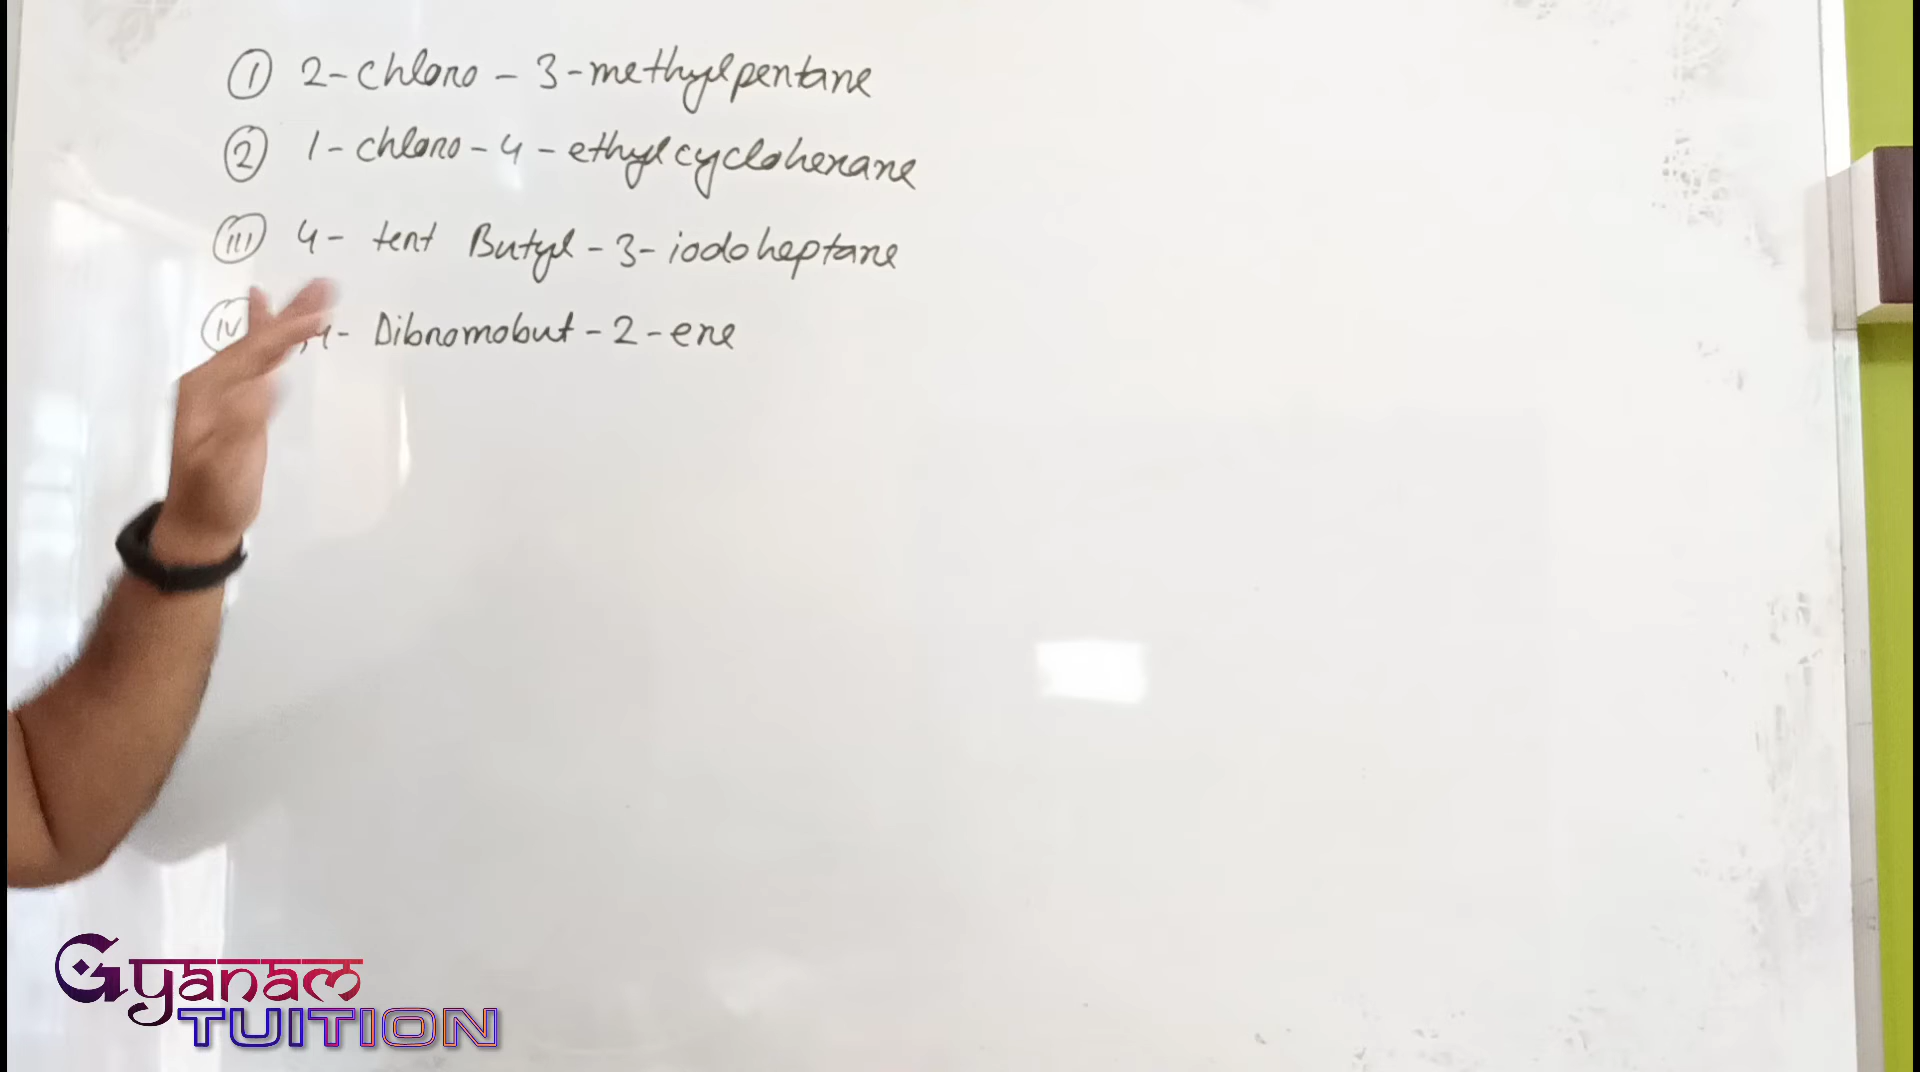 ① 2-chloro-3-methylpentane
② 1-chloro-4-ethylcyclohexane
(iii) 4-tert Butyl-3-iodoheptane
(iv) ,4-Dibromobut-2-ene
Gyanam
TUITION